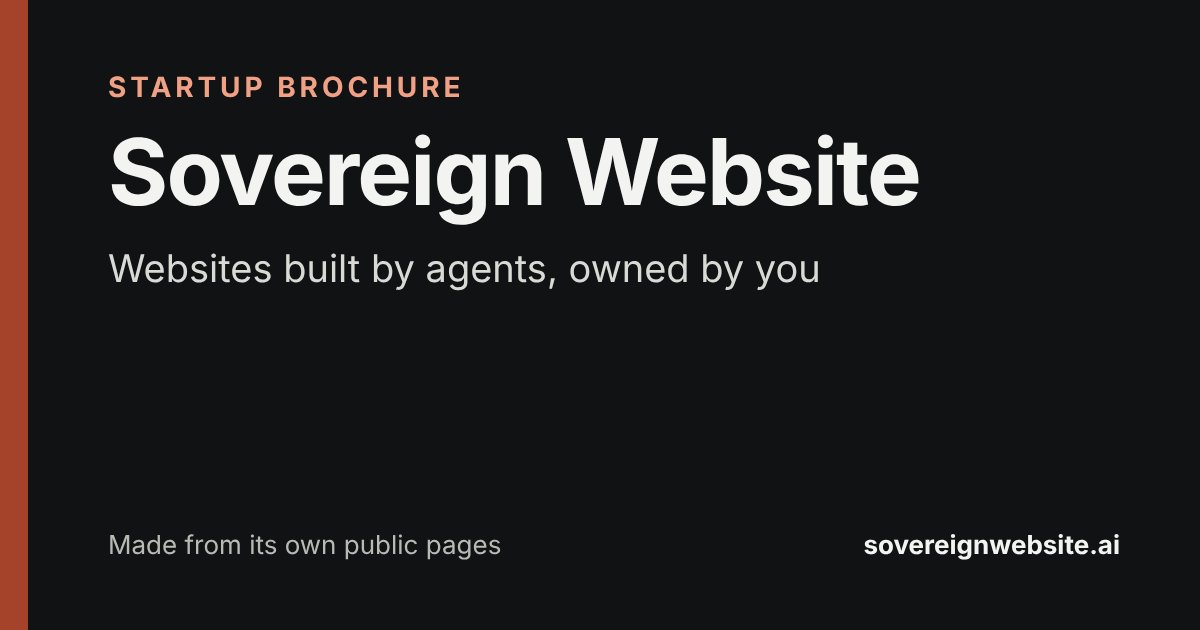 STARTUP BROCHURE
Sovereign Website
Websites built by agents, owned by you
Made from its own public pages
sovereignwebsite.ai